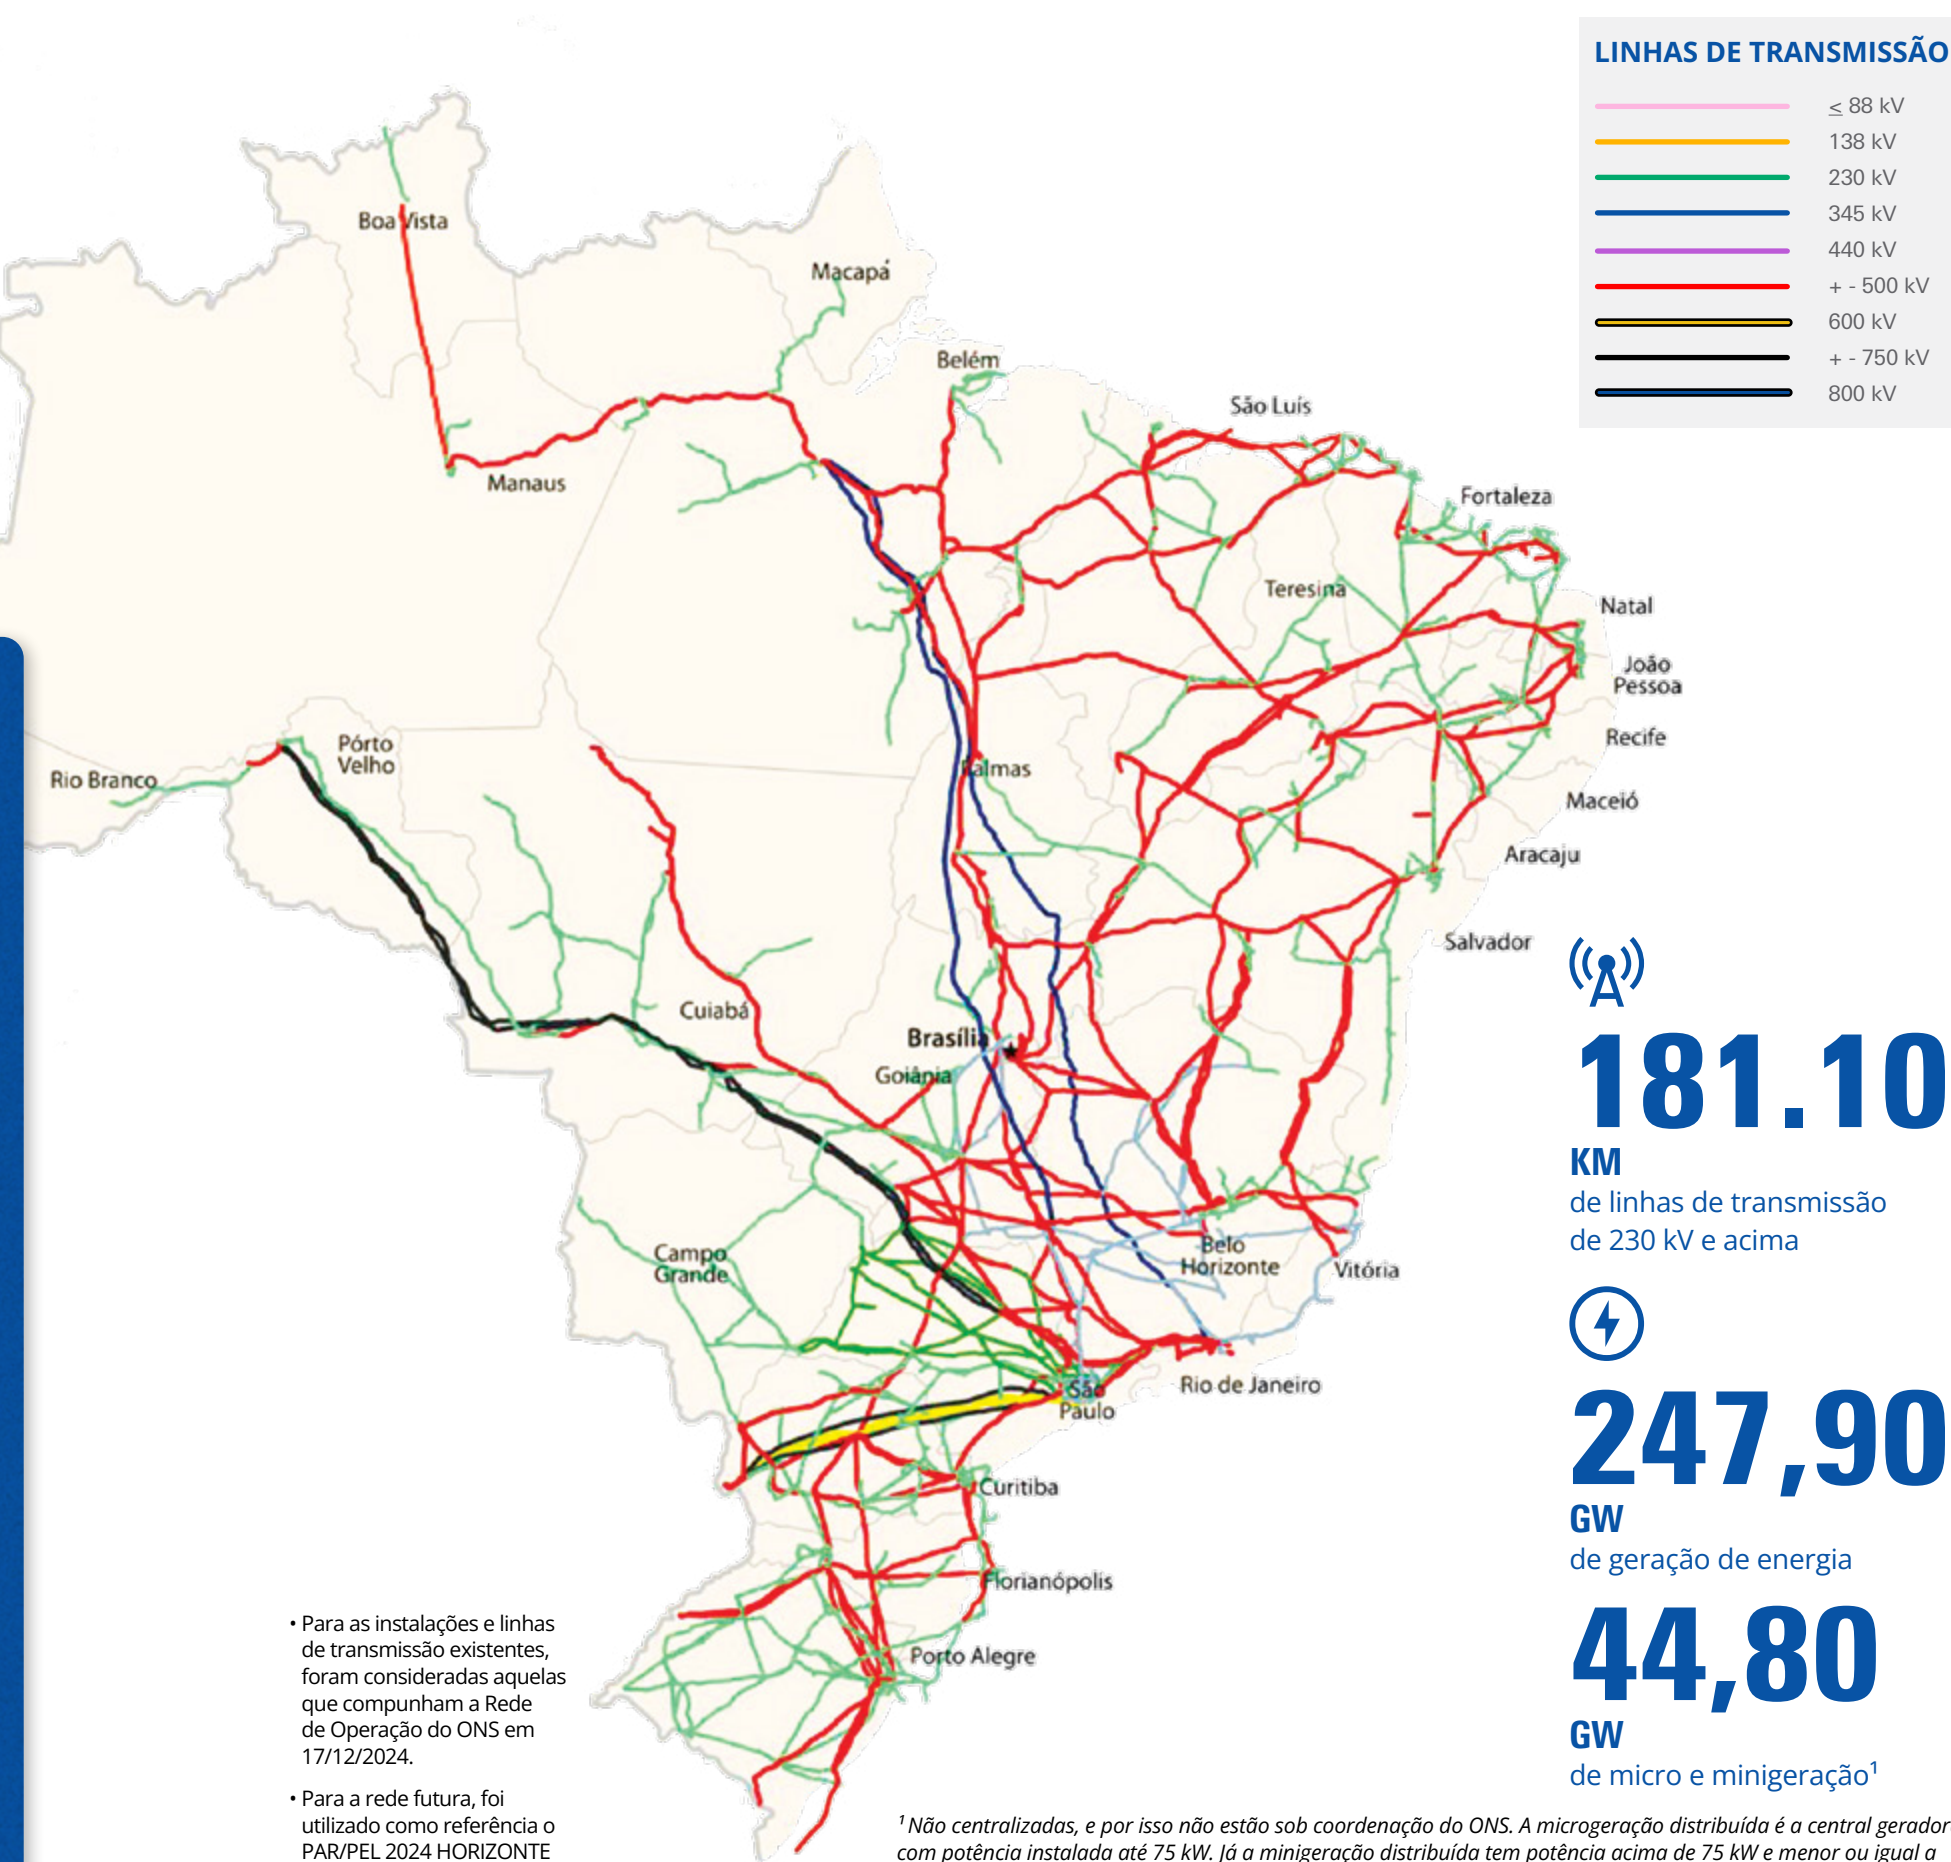 LINHAS DE TRANSMISSÃO
≤ 88 kV
138 kV
230 kV
345 kV
440 kV
+ - 500 kV
600 kV
+ - 750 kV
800 kV
Boa Vista
Macapá
Belém
São Luís
Manaus
Fortaleza
Teresina
Natal
João
Pessoa
Recife
Pórto
Velho
Rio Branco
Palmas
Maceió
Aracaju
Salvador
Cuiabá
Brasília
Goiânia
Campo
Grande
Belo
Horizonte
Vitória
São
Paulo
Rio de Janeiro
Curitiba
Florianópolis
Porto Alegre
181.10
KM
de linhas de transmissão
de 230 kV e acima
247,90
GW
de geração de energia
44,80
GW
de micro e minigeração¹
• Para as instalações e linhas
de transmissão existentes,
foram consideradas aquelas
que compunham a Rede
de Operação do ONS em
17/12/2024.
• Para a rede futura, foi
utilizado como referência o
PAR/PEL 2024 HORIZONTE
¹ Não centralizadas, e por isso não estão sob coordenação do ONS. A microgeração distribuída é a central gerador
com potência instalada até 75 kW. Já a minigeração distribuída tem potência acima de 75 kW e menor ou igual a